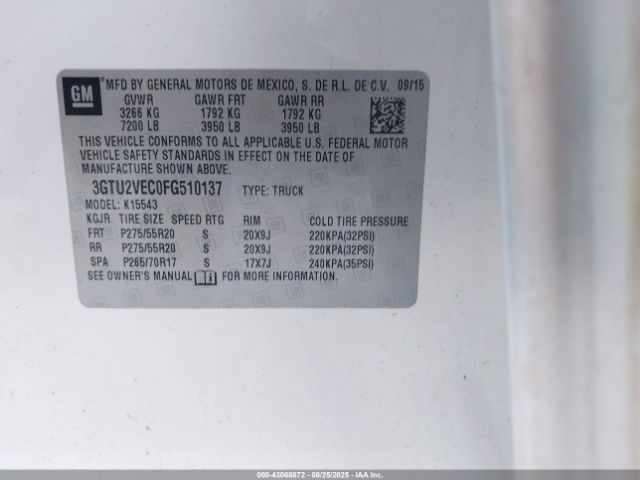 GM
MFD BY GENERAL MOTORS DE MEXICO, S. DE R.L. DE C.V. 09/15
GVWR GAWR FRT GAWR RR
3266 KG 1792 KG 1792 KG
7200 LB 3950 LB 3950 LB
THIS VEHICLE CONFORMS TO ALL APPLICABLE U.S. FEDERAL MOTOR
VEHICLE SAFETY STANDARDS IN EFFECT ON THE DATE OF
MANUFACTURE SHOWN ABOVE.
3GTU2VEC0FG510137 TYPE: TRUCK
MODEL: K15543
KGJR TIRE SIZE SPEED RTG RIM COLD TIRE PRESSURE
FRT P275/55R20 S 20X9J 220KPA(32PSI)
RR P275/55R20 S 20X9J 220KPA(32PSI)
SPA P265/70R17 S 17X7J 240KPA(35PSI)
SEE OWNER'S MANUAL FOR MORE INFORMATION.
000-43068872 - 08/25/2025 - IAA Inc.